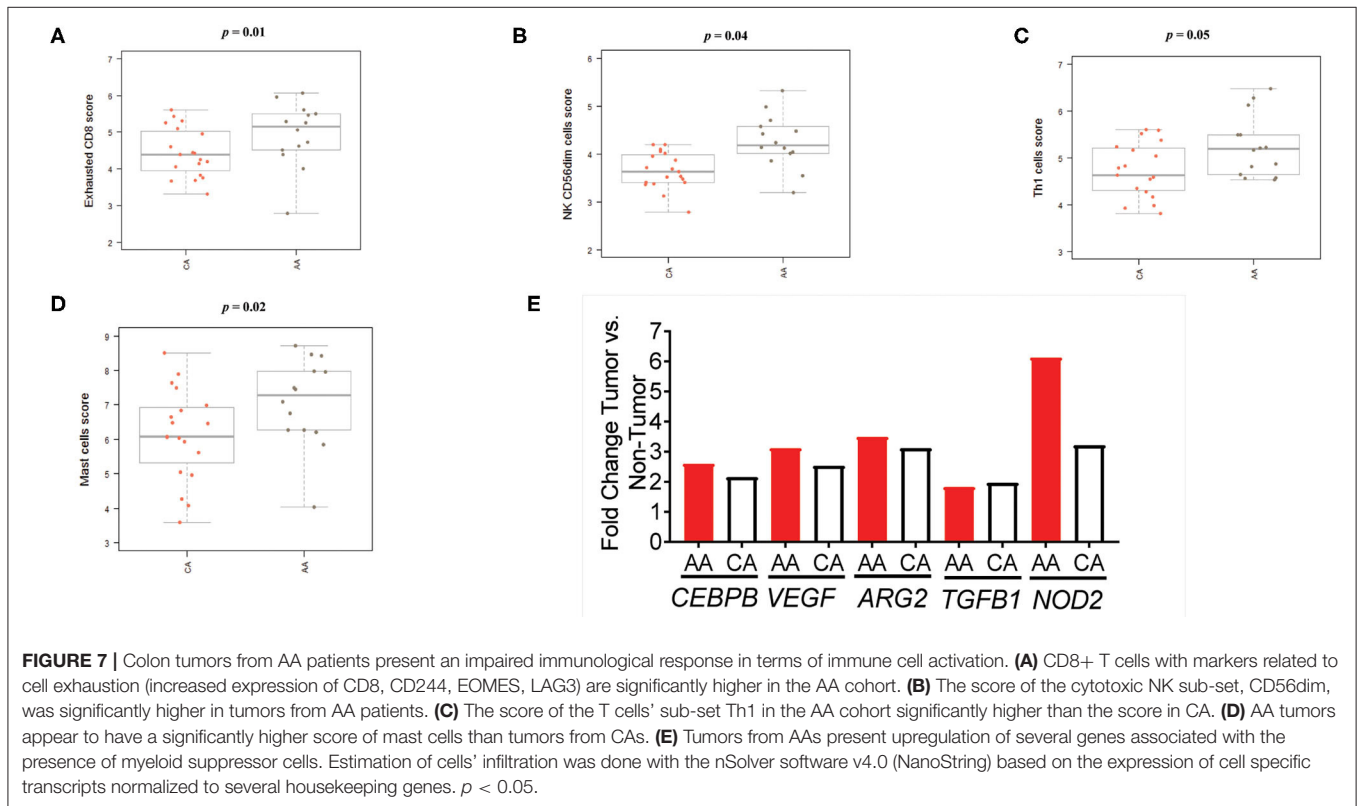 A
p = 0.01
Exhausted CD8 score
7
6
5
4
3
2
CA
AA
B
p = 0.04
NK CD56dim cells score
6
5
4
3
2
CA
AA
C
p = 0.05
Th1 cells score
7
6
5
4
3
CA
AA
D
p = 0.02
Mast cells score
9
8
7
6
5
4
3
CA
AA
E
Fold Change Tumor vs.
Non-Tumor
7
6
5
4
3
2
1
0
AA CA AA CA AA CA AA CA AA CA
CEBPB VEGF ARG2 TGFB1 NOD2
FIGURE 7 | Colon tumors from AA patients present an impaired immunological response in terms of immune cell activation. (A) CD8+ T cells with markers related to
cell exhaustion (increased expression of CD8, CD244, EOMES, LAG3) are significantly higher in the AA cohort. (B) The score of the cytotoxic NK sub-set, CD56dim,
was significantly higher in tumors from AA patients. (C) The score of the T cells' sub-set Th1 in the AA cohort significantly higher than the score in CA. (D) AA tumors
appear to have a significantly higher score of mast cells than tumors from CAs. (E) Tumors from AAs present upregulation of several genes associated with the
presence of myeloid suppressor cells. Estimation of cells' infiltration was done with the nSolver software v4.0 (NanoString) based on the expression of cell specific
transcripts normalized to several housekeeping genes. p < 0.05.